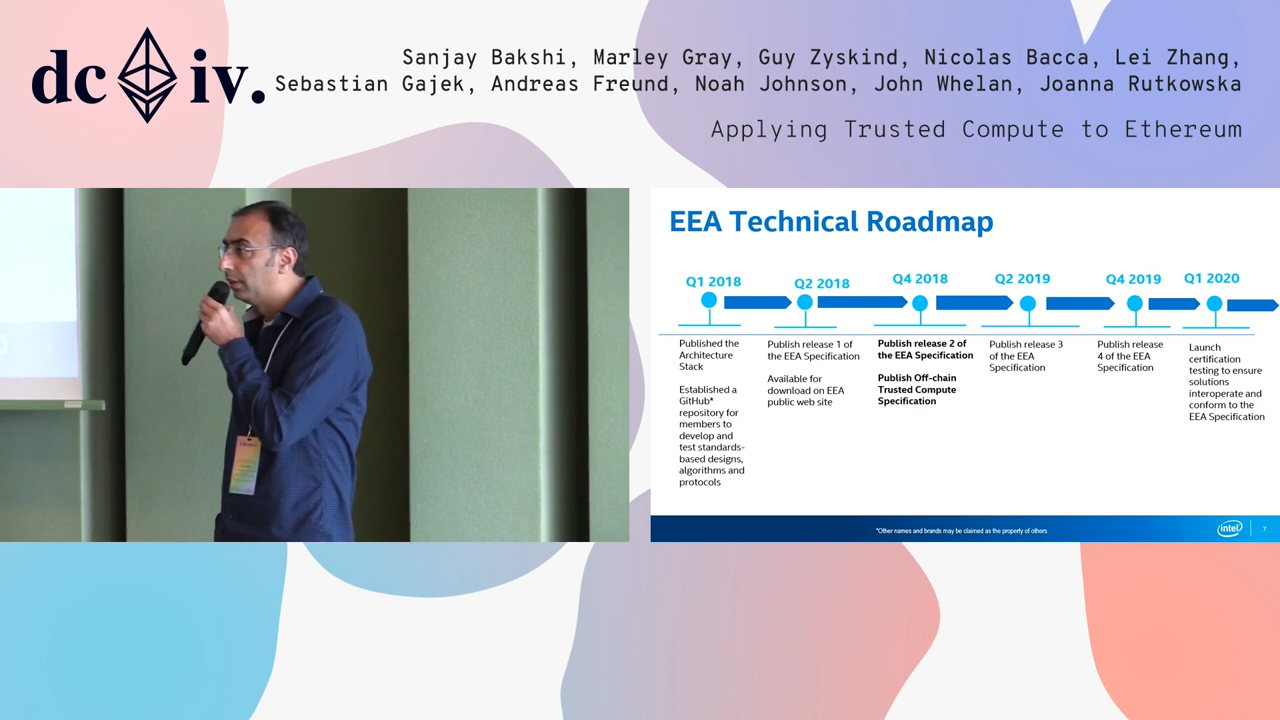 dc iv.
Sanjay Bakshi, Marley Gray, Guy Zyskind, Nicolas Bacca, Lei Zhang,
Sebastian Gajek, Andreas Freund, Noah Johnson, John Whelan, Joanna Rutkowska
Applying Trusted Compute to Ethereum
EEA Technical Roadmap
Q1 2018
Published the
Architecture
Stack
Established a
GitHub*
repository for
members to
develop and
test standards-
based designs,
algorithms and
protocols
Q2 2018
Publish release 1 of
the EEA Specification
Available for
download on EEA
public web site
Q4 2018
Publish release 2 of
the EEA Specification
Publish Off-chain
Trusted Compute
Specification
Q2 2019
Publish release 3
of the EEA
Specification
Q4 2019
Publish release
4 of the EEA
Specification
Q1 2020
Launch
certification
testing to ensure
solutions
interoperate and
conform to the
EEA Specification
*Other names and brands may be claimed as the property of others.
intel
7